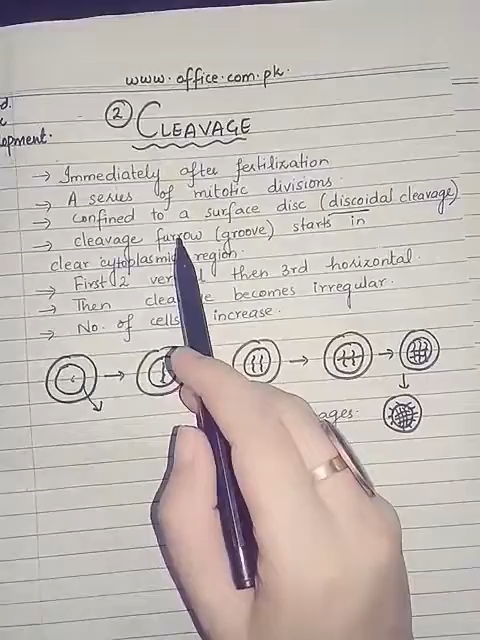 www.office.com.pk.
d.
opment.
② CLEAVAGE
→ Immediately after fertilization
→ A series of mitotic divisions.
→ Confined to a surface disc (discoidal cleavage)
→ cleavage furrow (groove) starts in
clear cytoplasmic region.
→ First 2 then 3rd horizontal.
→ Then becomes irregular.
→ No. of cells increase.
ages.